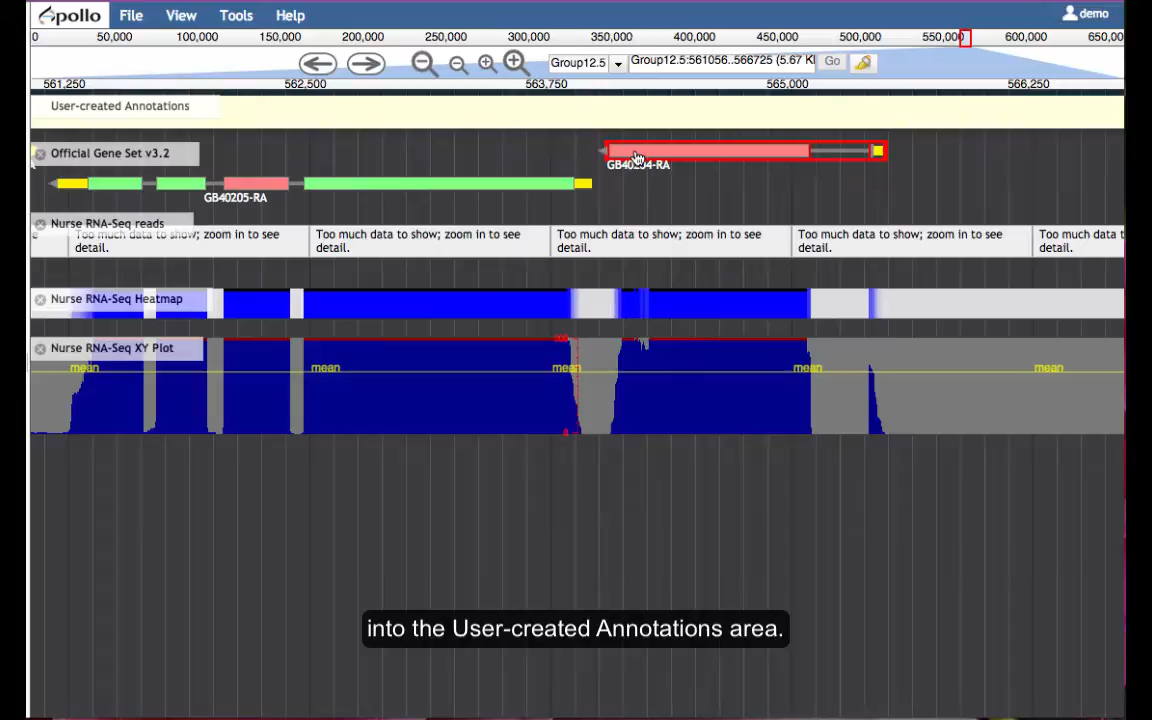 Apollo File View Tools Help demo
0 50,000 100,000 150,000 200,000 250,000 300,000 350,000 400,000 450,000 500,000 550,000 600,000 650,00
Group12.5 Group12.5:561056..566725 (5.67 K Go
561,250 562,500 563,750 565,000 566,250
User-created Annotations
Official Gene Set v3.2
GB40204-RA
GB40205-RA
Nurse RNA-Seq reads
e Too much data to show; zoom in to see detail.
Too much data to show; zoom in to see detail.
Too much data to show; zoom in to see detail.
Too much data to show; zoom in to see detail.
Too much data t
Nurse RNA-Seq Heatmap
Nurse RNA-Seq XY Plot
mean mean mean mean mean
0
into the User-created Annotations area.